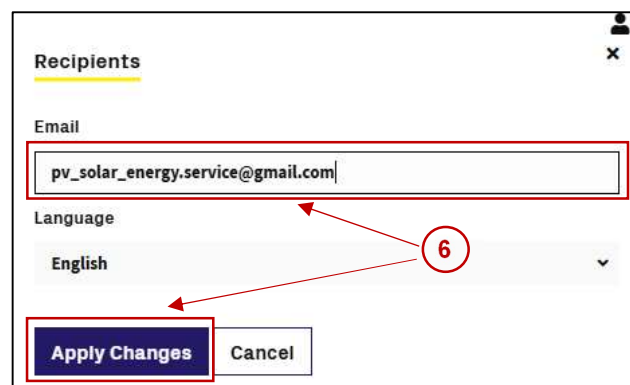 Recipients
Email
pv_solar_energy.service@gmail.com
Language
6
English
Apply Changes Cancel